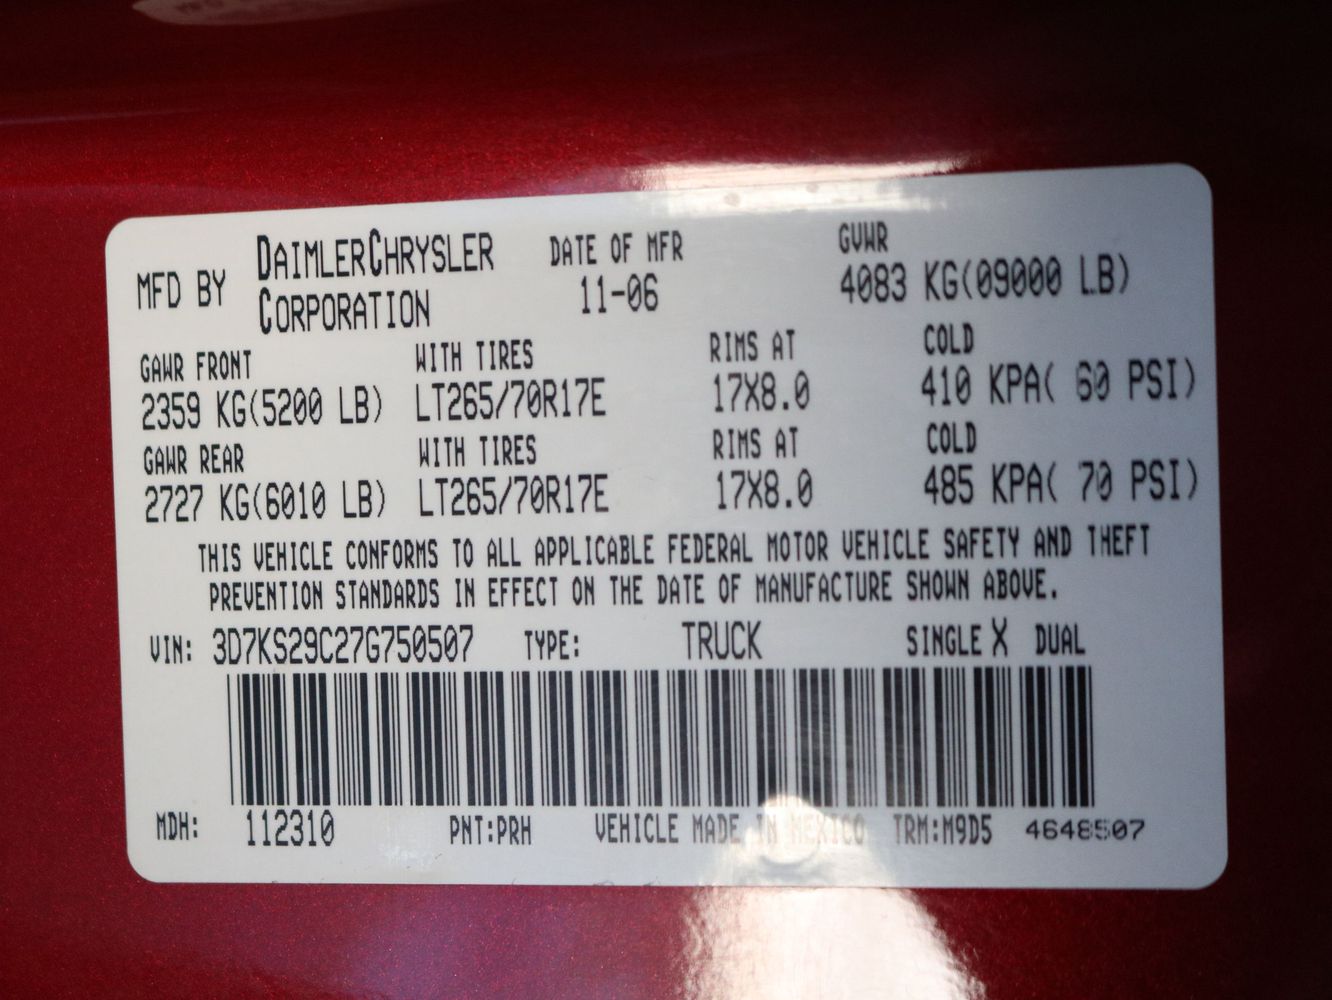 MFD BY DAIMLERCHRYSLER CORPORATION DATE OF MFR 11-06 GVWR 4083 KG(09000 LB)
GAWR FRONT WITH TIRES RIMS AT COLD
2359 KG(5200 LB) LT265/70R17E 17X8.0 410 KPA( 60 PSI)
GAWR REAR WITH TIRES RIMS AT COLD
2727 KG(6010 LB) LT265/70R17E 17X8.0 485 KPA( 70 PSI)
THIS VEHICLE CONFORMS TO ALL APPLICABLE FEDERAL MOTOR VEHICLE SAFETY AND THEFT
PREVENTION STANDARDS IN EFFECT ON THE DATE OF MANUFACTURE SHOWN ABOVE.
VIN: 3D7KS29C27G750507 TYPE: TRUCK SINGLE X DUAL
MDH: 112310 PNT:PRH VEHICLE MADE IN MEXICO TRM:M9D5 4648507